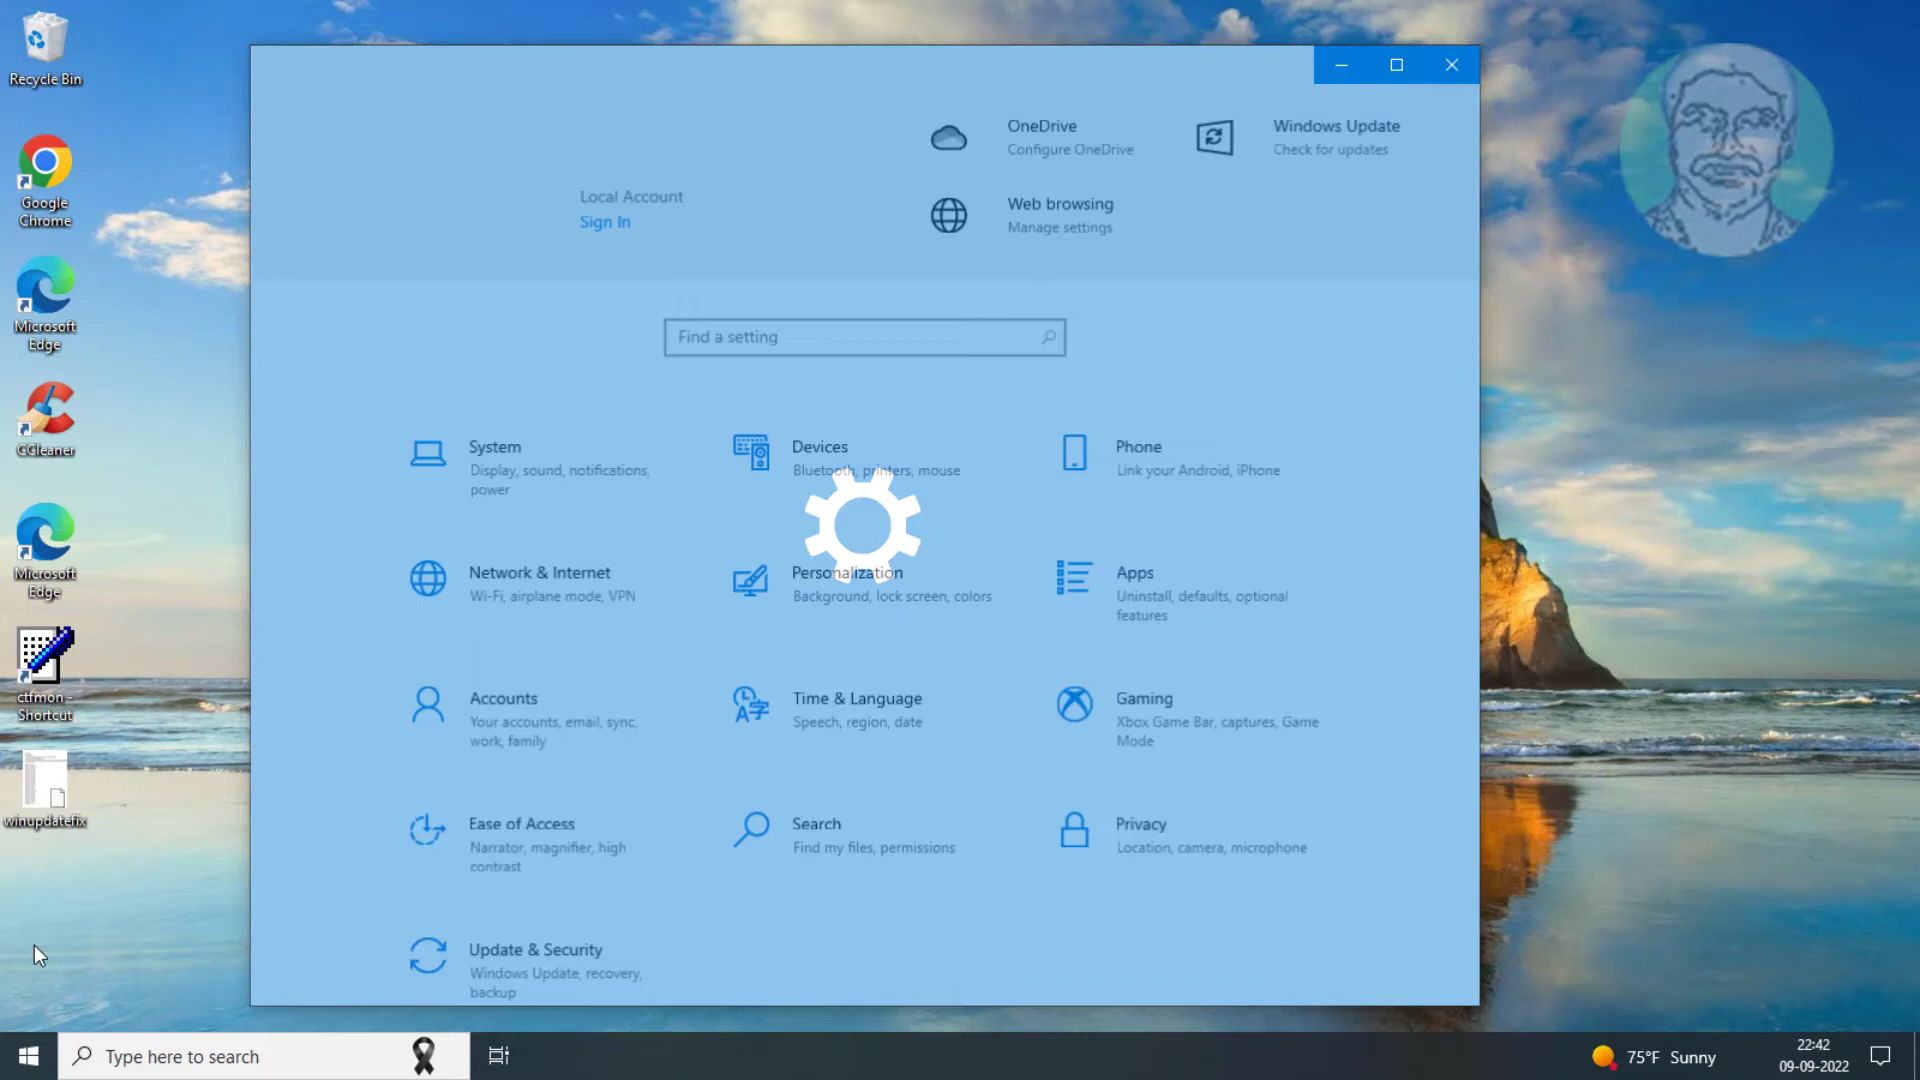 Recycle Bin
Google
Chrome
Microsoft
Edge
CCleaner
Microsoft
Edge
ctfmon -
Shortcut
winupdatefix
OneDrive
Configure OneDrive
Windows Update
Check for updates
Local Account
Sign In
Web browsing
Manage settings
Find a setting
System
Display, sound, notifications,
power
Devices
Bluetooth, printers, mouse
Phone
Link your Android, iPhone
Network & Internet
Wi-Fi, airplane mode, VPN
Personalization
Background, lock screen, colors
Apps
Uninstall, defaults, optional
features
Accounts
Your accounts, email, sync,
work, family
Time & Language
Speech, region, date
Gaming
Xbox Game Bar, captures, Game
Mode
Ease of Access
Narrator, magnifier, high
contrast
Search
Find my files, permissions
Privacy
Location, camera, microphone
Update & Security
Windows Update, recovery,
backup
Type here to search
75°F Sunny
22:42
09-09-2022